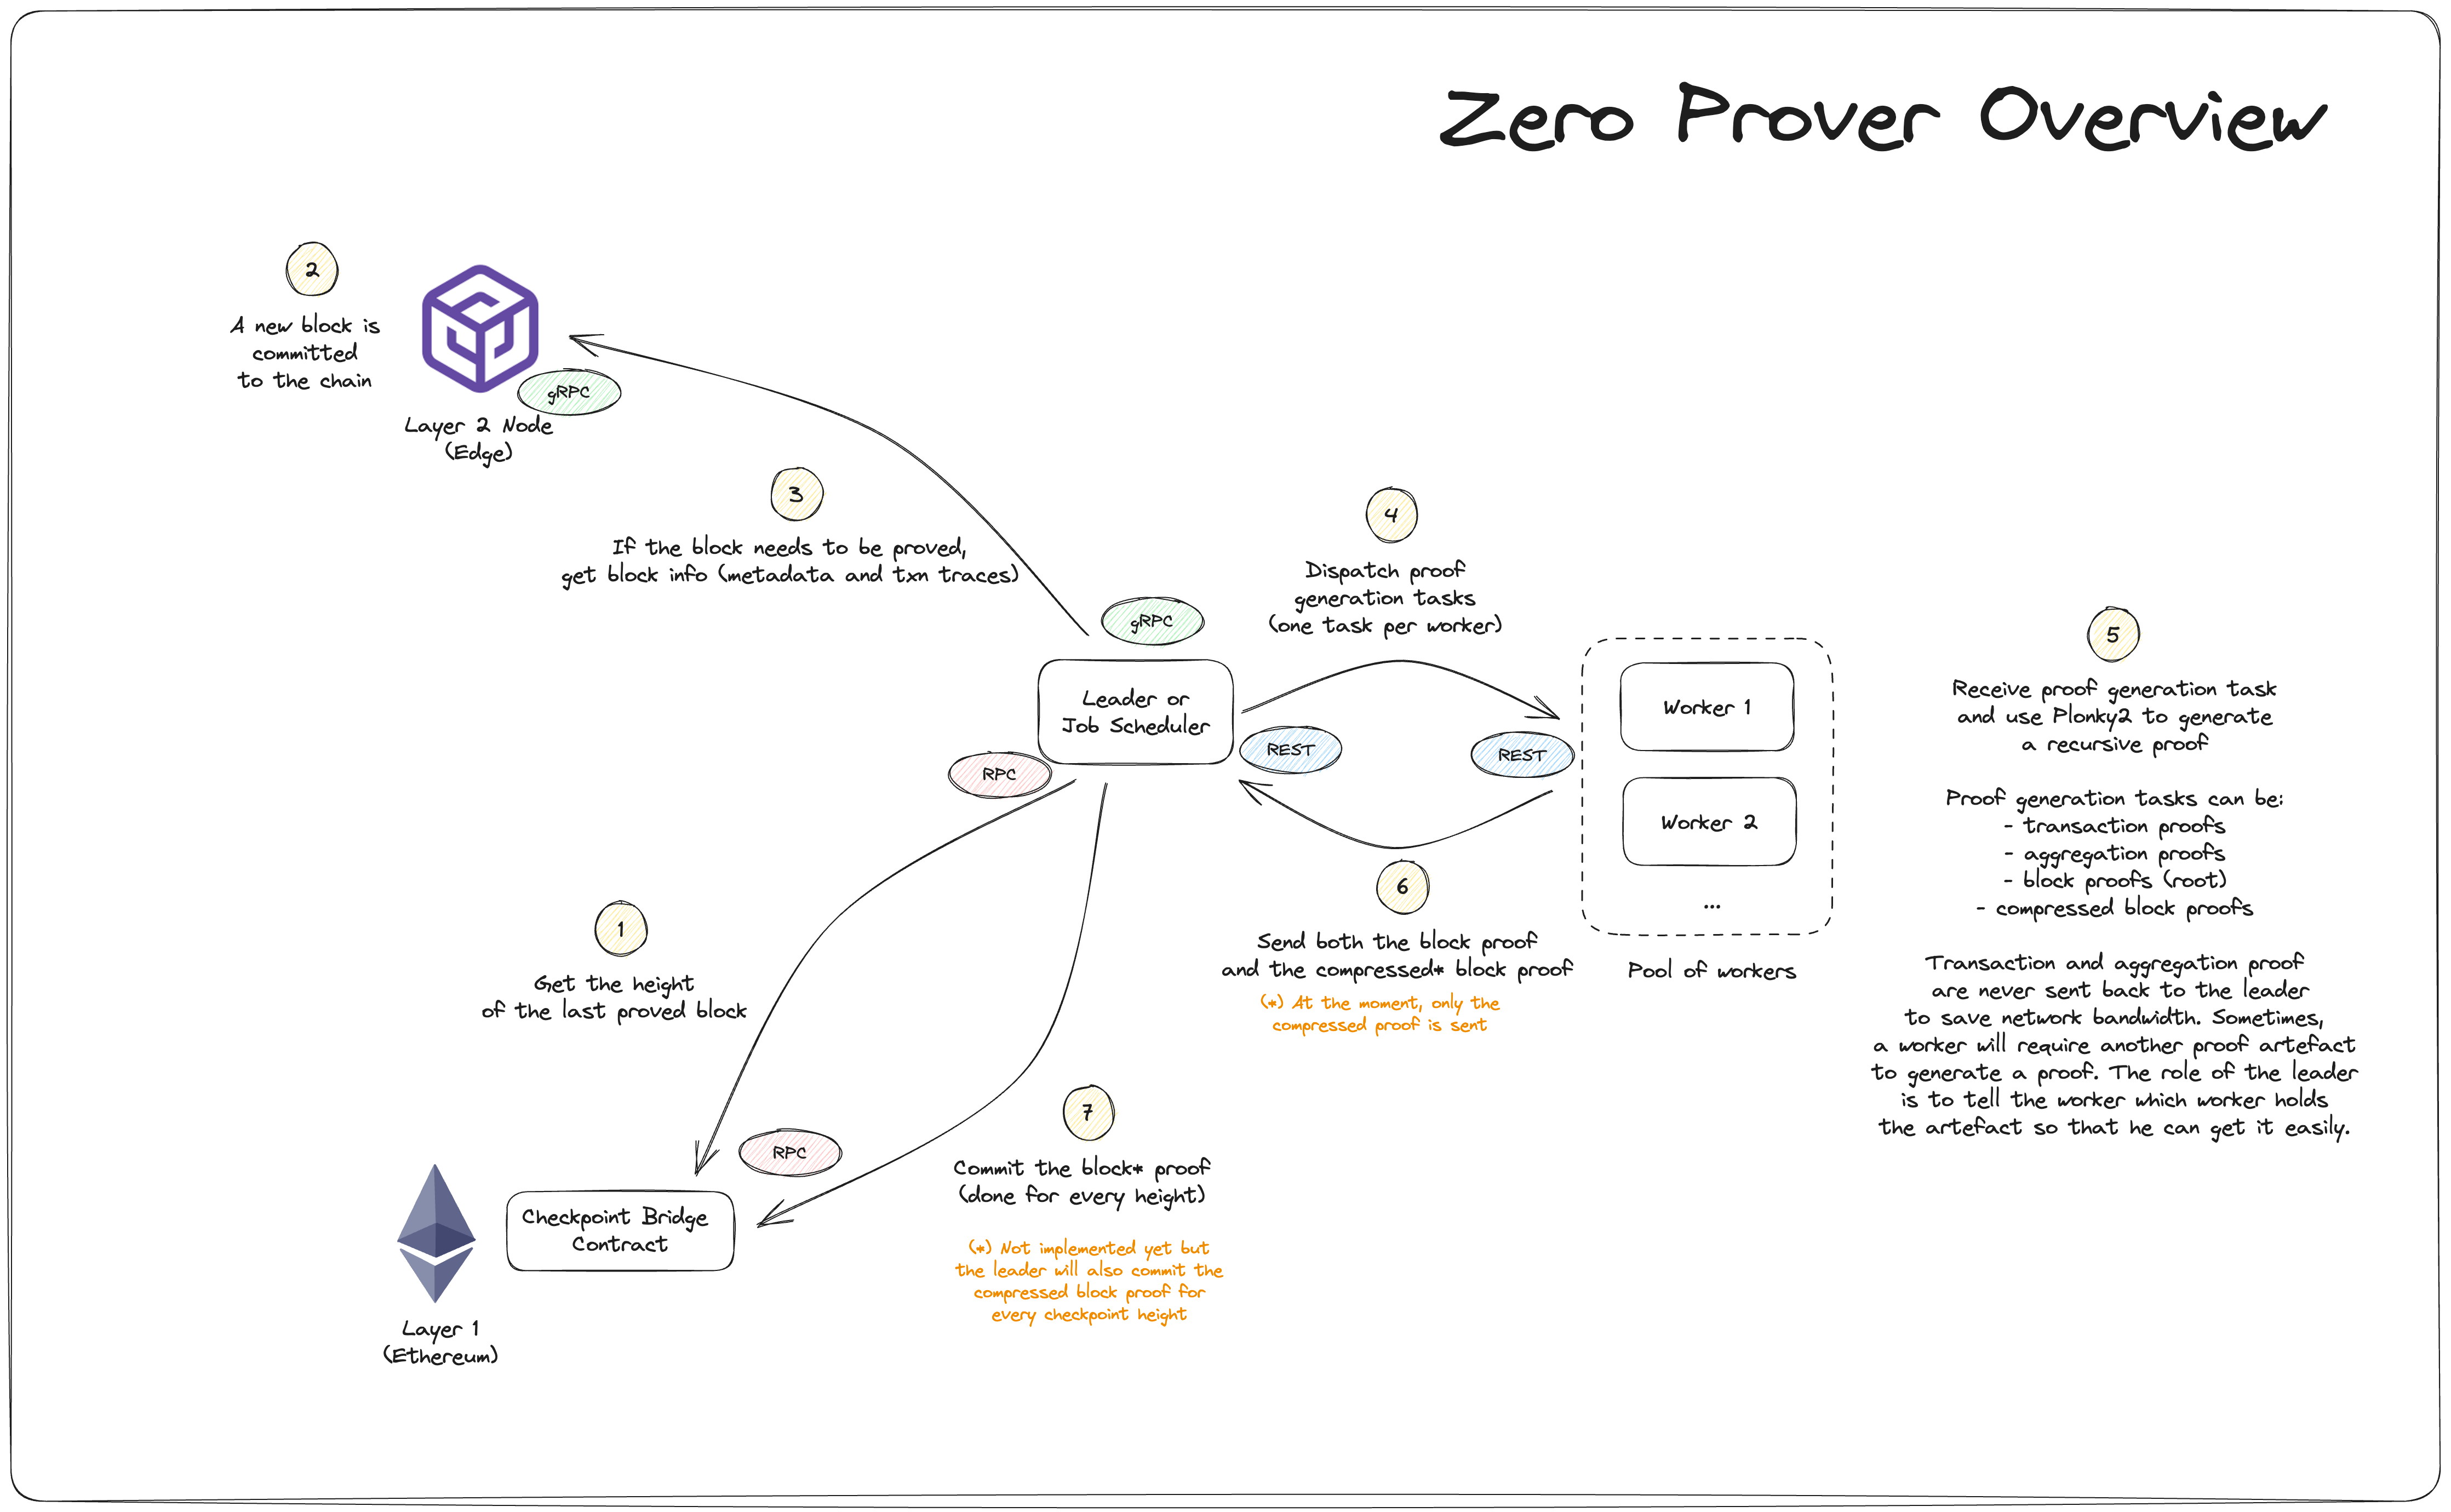 Zero Prover Overview
2
A new block is
committed
to the chain
gRPC
Layer 2 Node
(Edge)
3
If the block needs to be proved,
get block info (metadata and txn traces)
gRPC
Leader or
Job Scheduler
RPC
4
Dispatch proof
generation tasks
(one task per worker)
REST
REST
Worker 1
Worker 2
...
Pool of workers
5
Receive proof generation task
and use Plonky2 to generate
a recursive proof
Proof generation tasks can be:
- transaction proofs
- aggregation proofs
- block proofs (root)
- compressed block proofs
Transaction and aggregation proof
are never sent back to the leader
to save network bandwidth. Sometimes,
a worker will require another proof artefact
to generate a proof. The role of the leader
is to tell the worker which worker holds
the artefact so that he can get it easily.
6
Send both the block proof
and the compressed* block proof
(*) At the moment, only the
compressed proof is sent
1
Get the height
of the last proved block
7
Commit the block* proof
(done for every height)
(*) Not implemented yet but
the leader will also commit the
compressed block proof for
every checkpoint height
RPC
Checkpoint Bridge
Contract
Layer 1
(Ethereum)